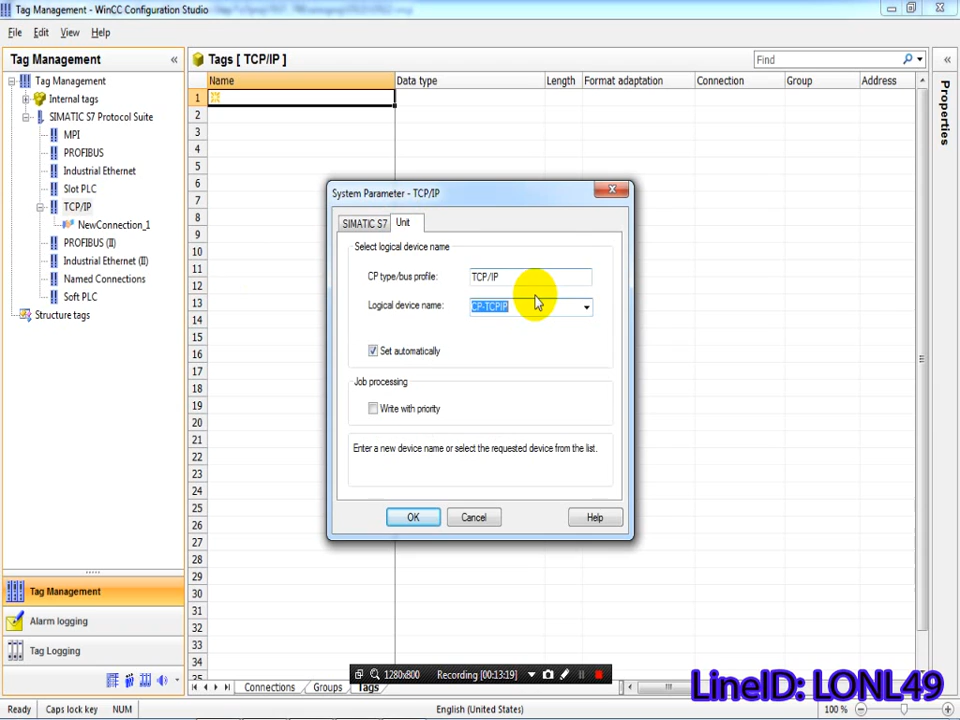 Tag Management - WinCC Configuration Studio
File Edit View Help
Tag Management «
Tags [ TCP/IP ]
Find
«
Tag Management
Internal tags
SIMATIC S7 Protocol Suite
MPI
PROFIBUS
Industrial Ethernet
Slot PLC
TCP/IP
NewConnection_1
PROFIBUS (II)
Industrial Ethernet (II)
Named Connections
Soft PLC
Structure tags
Name Data type Length Format adaptation Connection Group Address
1
2
3
4
5
6
7
8
9
10
11
12
13
14
15
16
17
18
19
20
21
22
23
24
25
26
27
28
29
30
31
32
33
34
35
Properties
System Parameter - TCP/IP
SIMATIC S7 Unit
Select logical device name
CP type/bus profile: TCP/IP
Logical device name: CP-TCPIP
Set automatically
Job processing
Write with priority
Enter a new device name or select the requested device from the list.
OK Cancel Help
Tag Management
Alarm logging
Tag Logging
1280x800 Recording [00:13:19]
Connections Groups Tags
LineID: LONL49
Ready Caps lock key NUM English (United States) 100 %